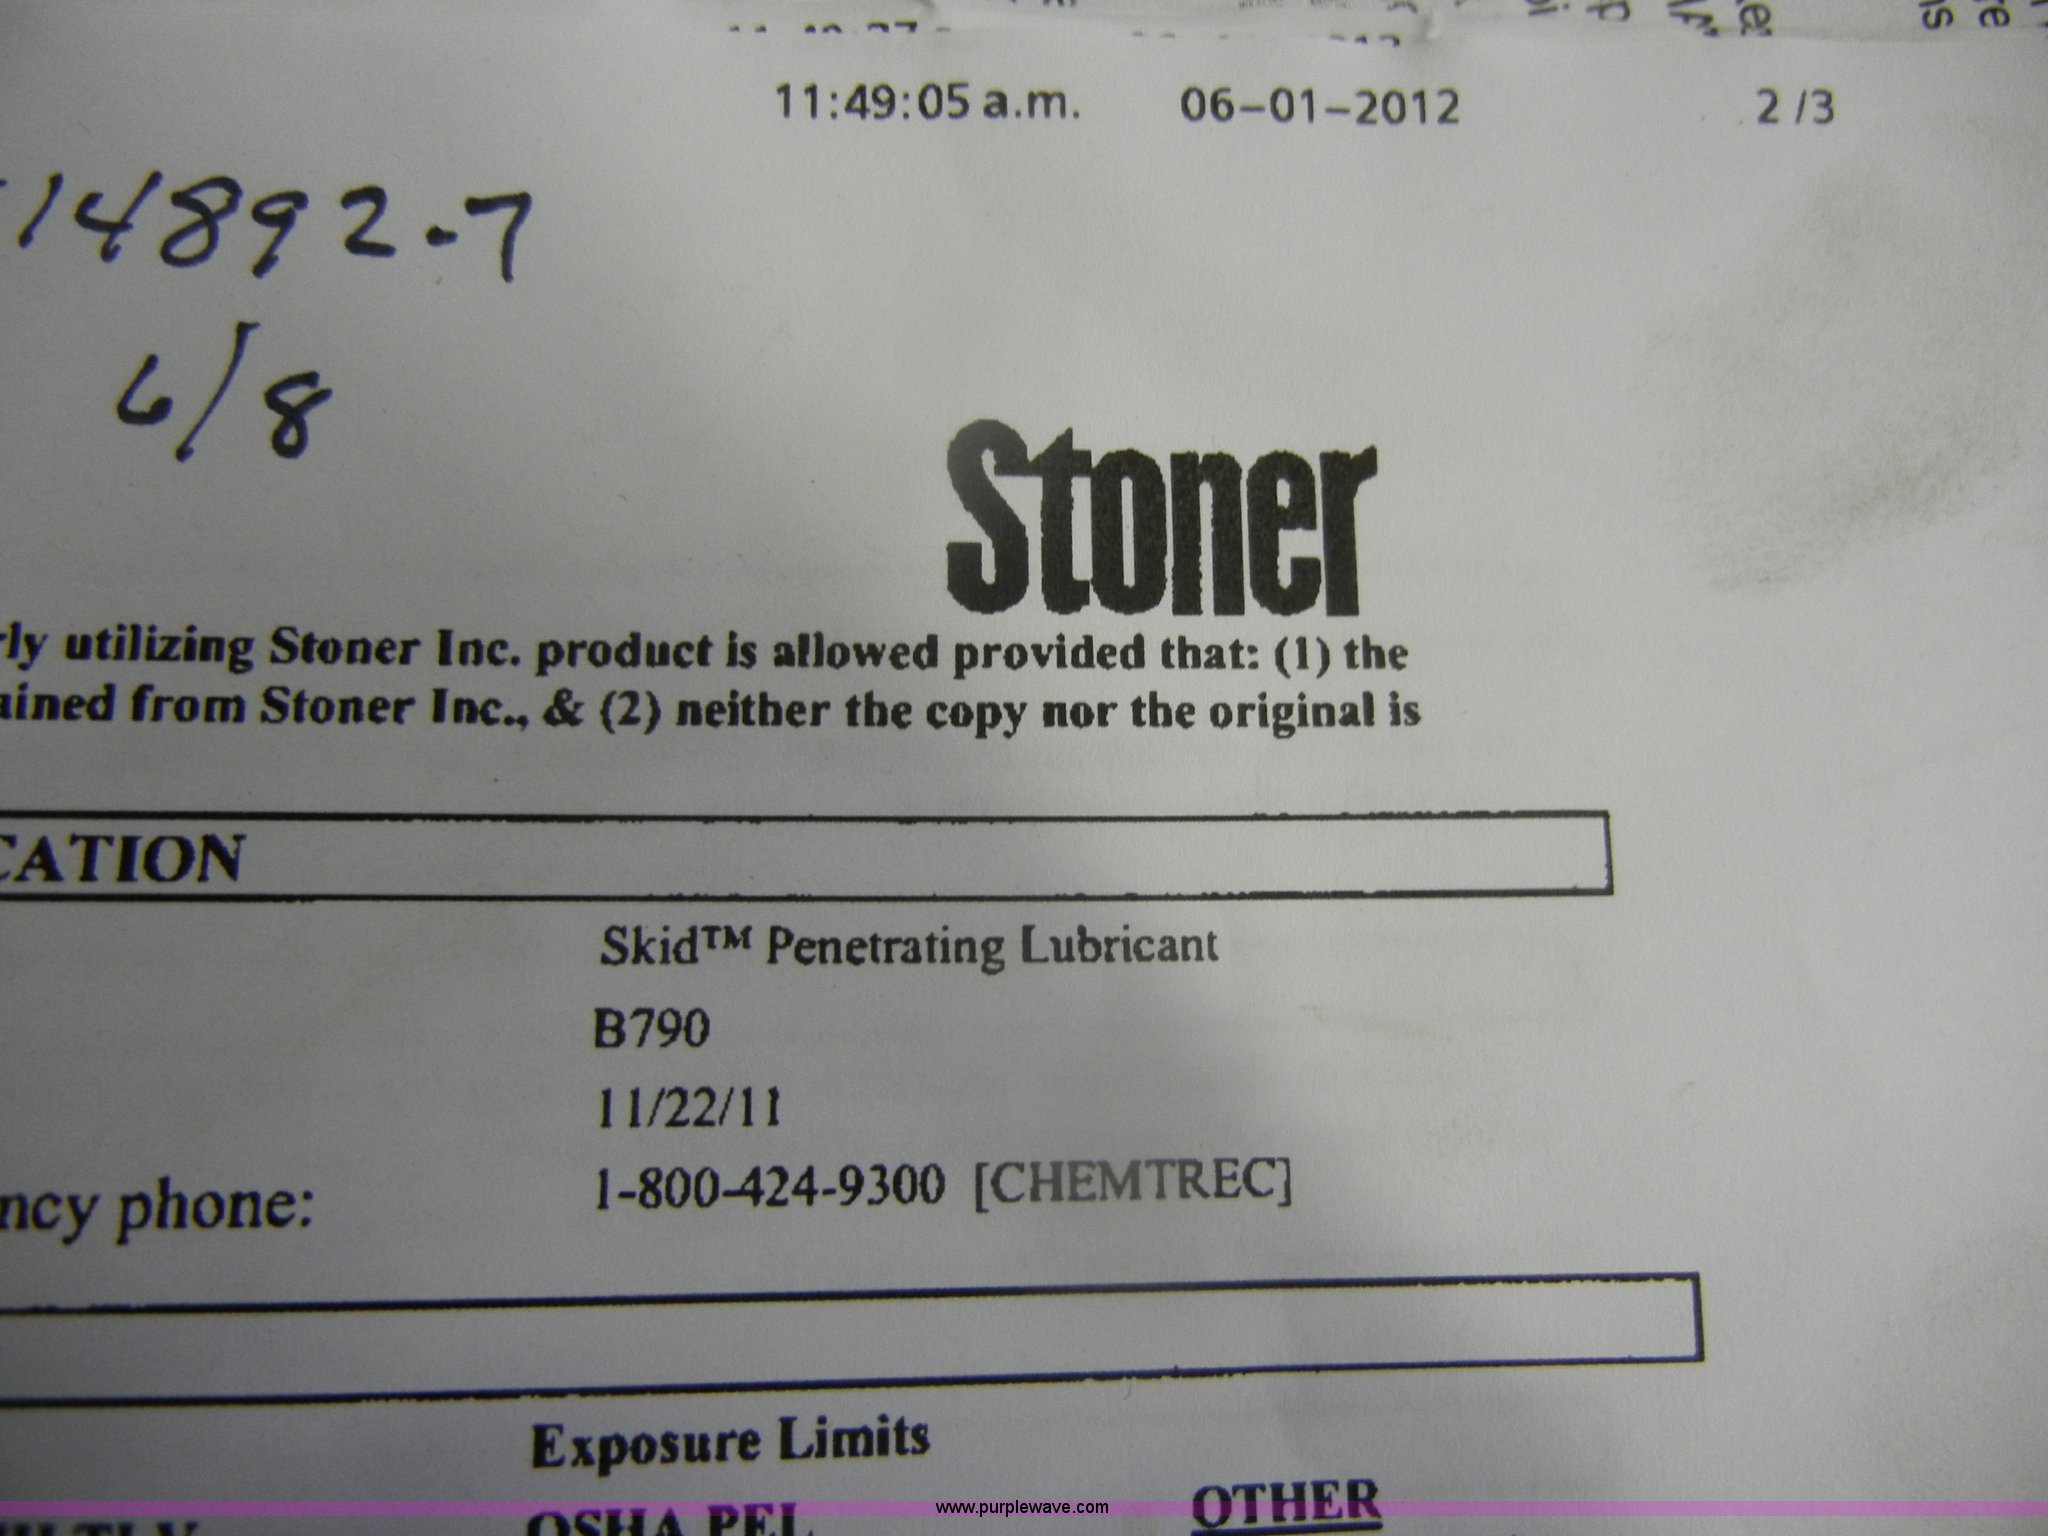 11:49:05 a.m. 06-01-2012 2/3
14892-7
6/8
Stoner
rly utilizing Stoner Inc. product is allowed provided that: (1) the
ained from Stoner Inc., & (2) neither the copy nor the original is
CATION
Skid™ Penetrating Lubricant
B790
11/22/11
ncy phone: 1-800-424-9300 [CHEMTREC]
Exposure Limits
OSHA PEL OTHER
www.purplewave.com